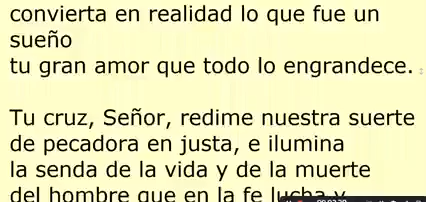 convierta en realidad lo que fue un
sueño
tu gran amor que todo lo engrandece.
Tu cruz, Señor, redime nuestra suerte
de pecadora en justa, e ilumina
la senda de la vida y de la muerte
del hombre que en la fe lucha y